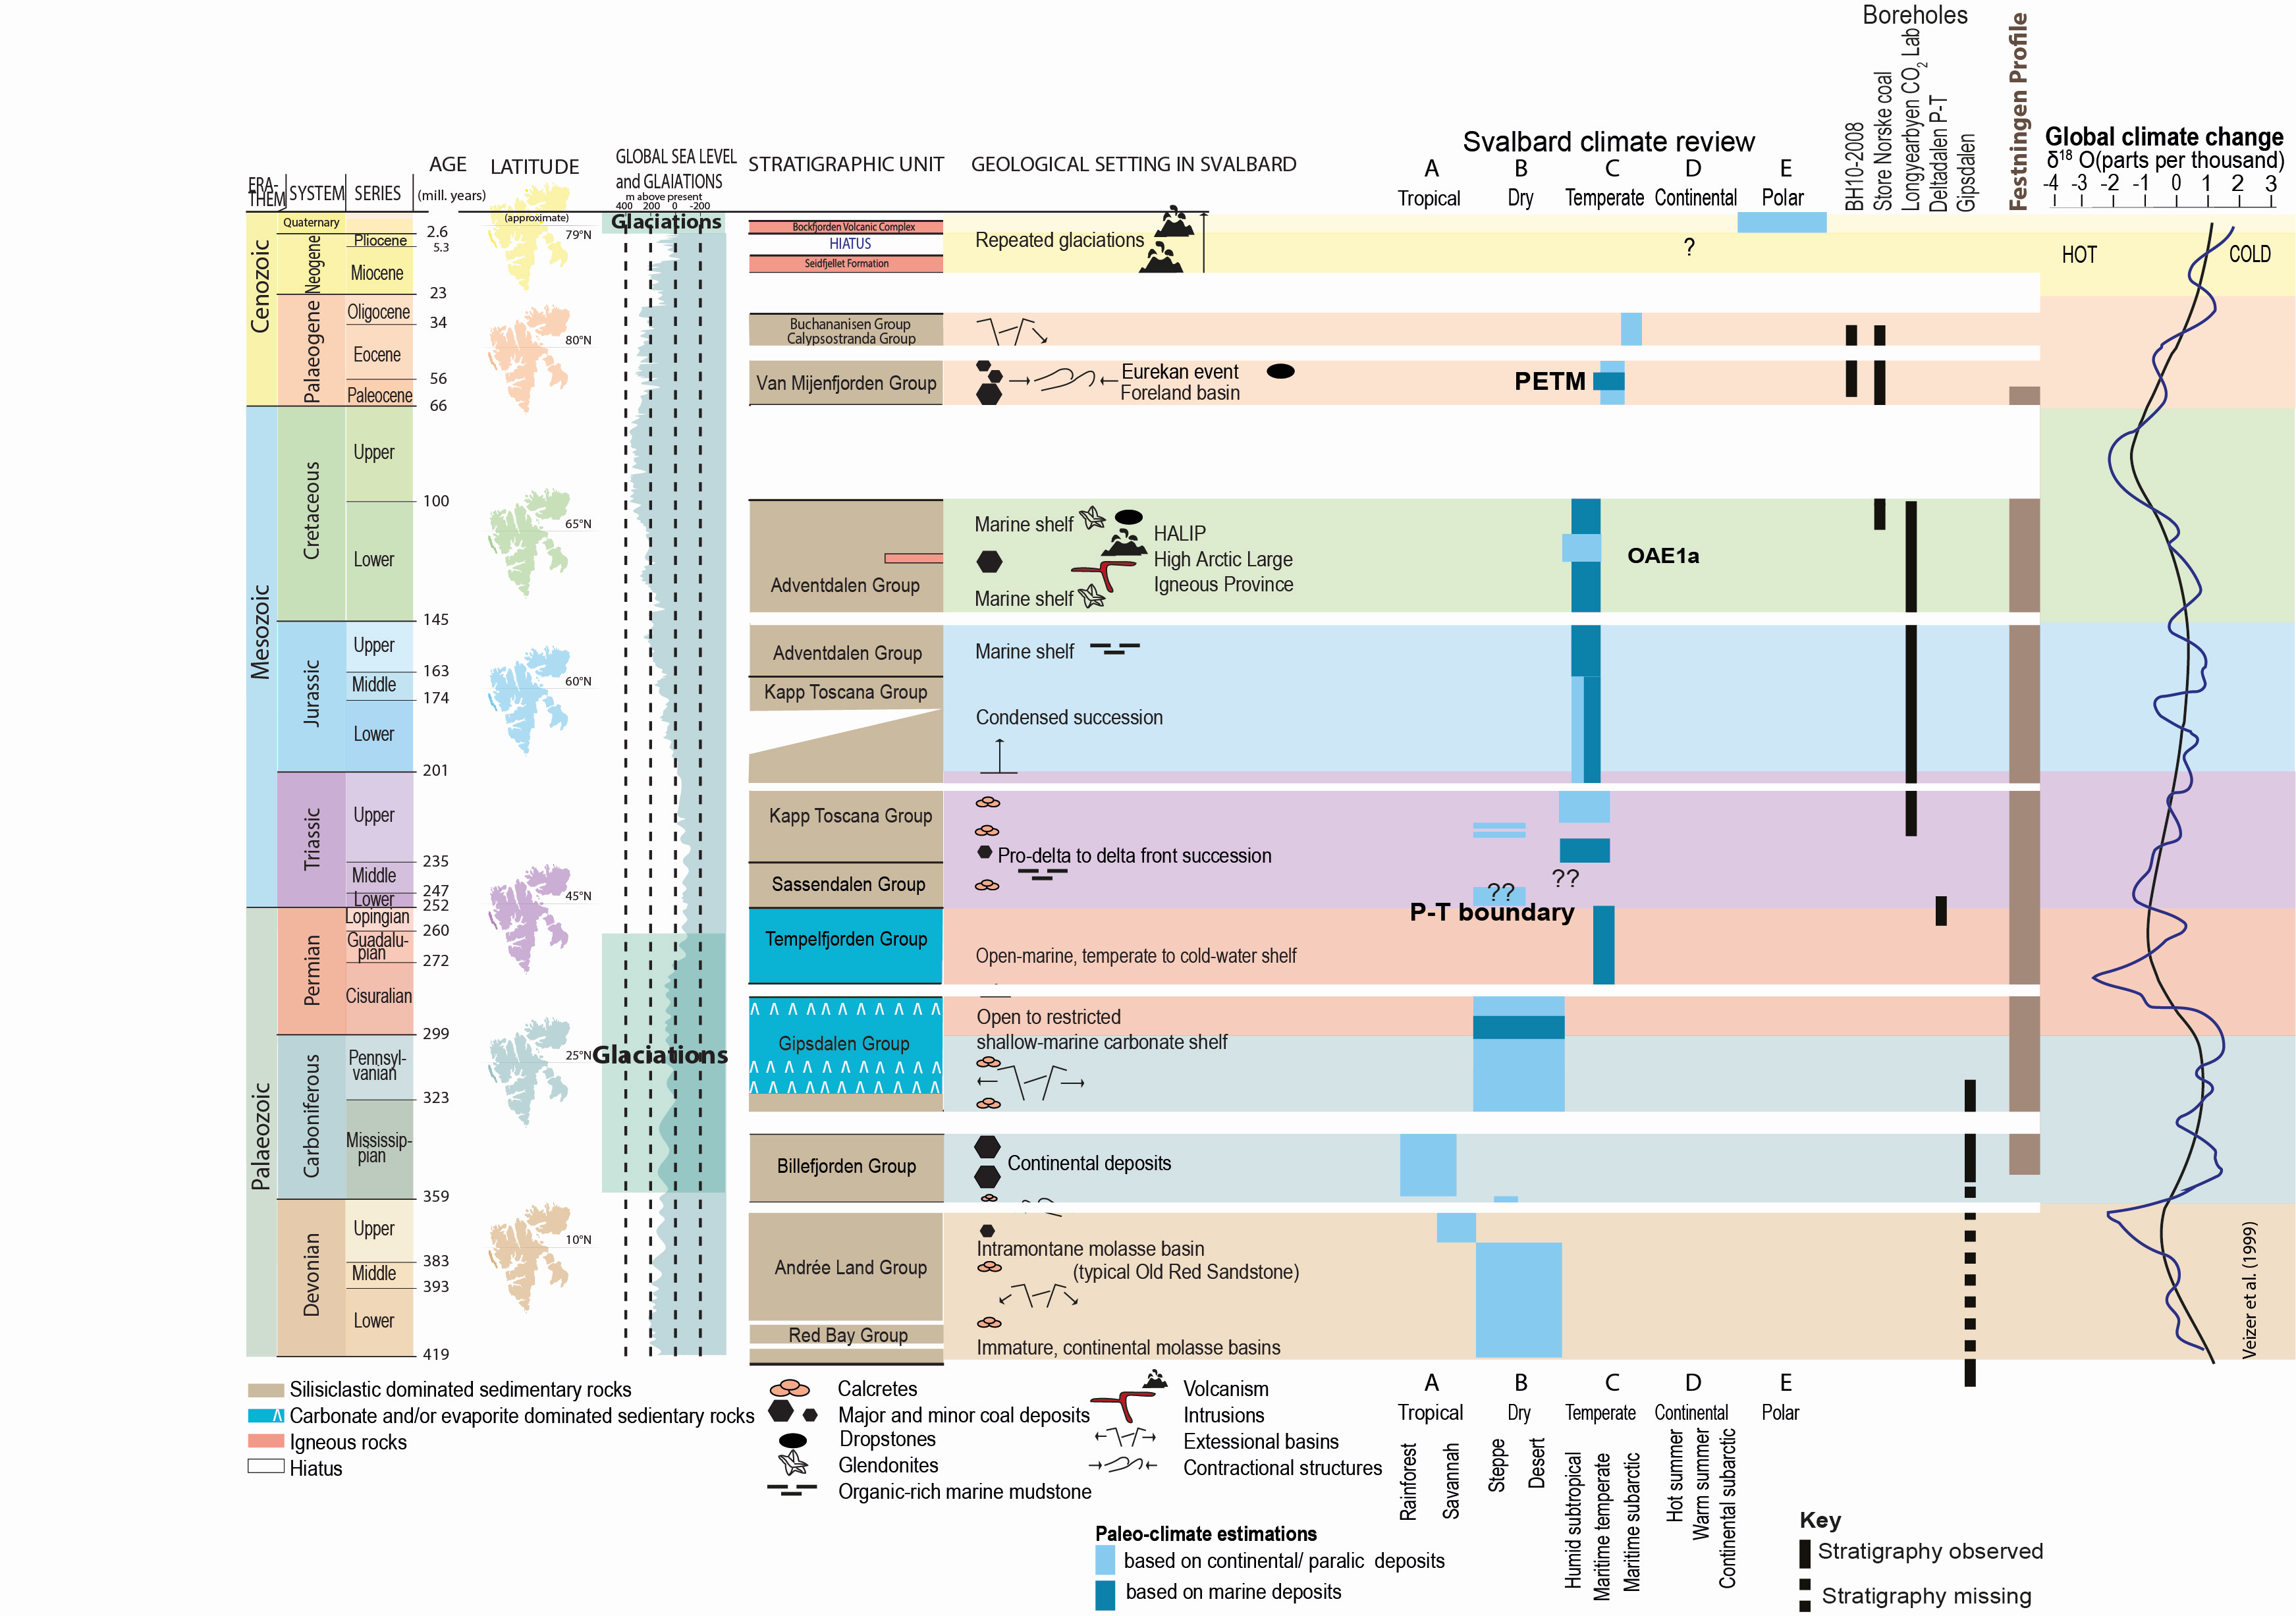 Boreholes
BH10-2008
Store Norske coal
Longyearbyen CO2 Lab
Deltadalen P-T
Gipsdalen
Festningen Profile
Global climate change
δ18 O(parts per thousand)
-4 -3 -2 -1 0 1 2 3
HOT
COLD
Svalbard climate review
A B C D E
Tropical Dry Temperate Continental Polar
ERA-
THEM
SYSTEM
SERIES
AGE
(mill. years)
LATITUDE
(approximate)
GLOBAL SEA LEVEL
and GLAIATIONS
m above present
400 200 0 -200
STRATIGRAPHIC UNIT
GEOLOGICAL SETTING IN SVALBARD
Cenozoic
Mesozoic
Palaeozoic
Quaternary
Neogene
Palaeogene
Cretaceous
Jurassic
Triassic
Permian
Carboniferous
Devonian
Pliocene
Miocene
Oligocene
Eocene
Paleocene
Upper
Lower
Upper
Middle
Lower
Upper
Middle
Lower
Lopingian
Guadalu-
pian
Cisuralian
Pennsyl-
vanian
Mississip-
pian
Upper
Middle
Lower
2.6
5.3
23
34
56
66
100
145
163
174
201
235
247
252
260
272
299
323
359
383
393
419
79°N
80°N
65°N
60°N
45°N
25°N
10°N
Glaciations
Glaciations
Bockfjorden Volcanic Complex
HIATUS
Seidfjellet Formation
Buchananisen Group
Calypsostranda Group
Van Mijenfjorden Group
Adventdalen Group
Adventdalen Group
Kapp Toscana Group
Kapp Toscana Group
Sassendalen Group
Tempelfjorden Group
Gipsdalen Group
Billefjorden Group
Andrée Land Group
Red Bay Group
Repeated glaciations
Eurekan event
Foreland basin
Marine shelf
HALIP
High Arctic Large
Igneous Province
Marine shelf
Marine shelf
Condensed succession
Pro-delta to delta front succession
Open-marine, temperate to cold-water shelf
Open to restricted
shallow-marine carbonate shelf
Continental deposits
Intramontane molasse basin
(typical Old Red Sandstone)
Immature, continental molasse basins
?
PETM
OAE1a
??
??
P-T boundary
Veizer et al. (1999)
Silisiclastic dominated sedimentary rocks
Carbonate and/or evaporite dominated sedientary rocks
Igneous rocks
Hiatus
Calcretes
Major and minor coal deposits
Dropstones
Glendonites
Organic-rich marine mudstone
Volcanism
Intrusions
Extessional basins
Contractional structures
A B C D E
Tropical Dry Temperate Continental Polar
Rainforest
Savannah
Steppe
Desert
Humid subtropical
Maritime temperate
Maritime subarctic
Hot summer
Warm summer
Continental subarctic
Paleo-climate estimations
based on continental/ paralic deposits
based on marine deposits
Key
Stratigraphy observed
Stratigraphy missing